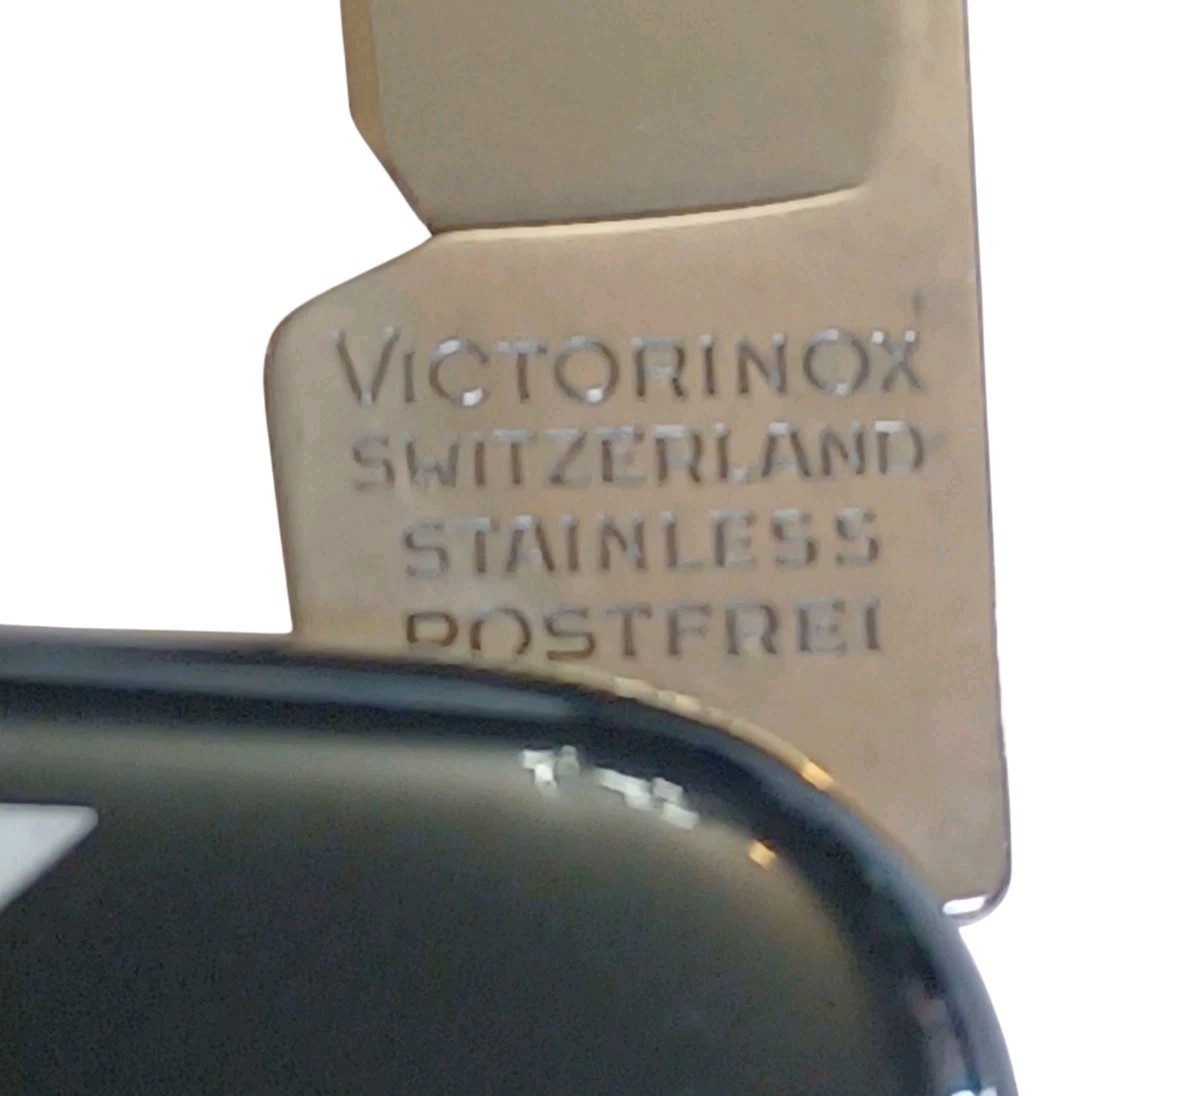 VICTORINOX
SWITZERLAND
STAINLESS
ROSTFREI